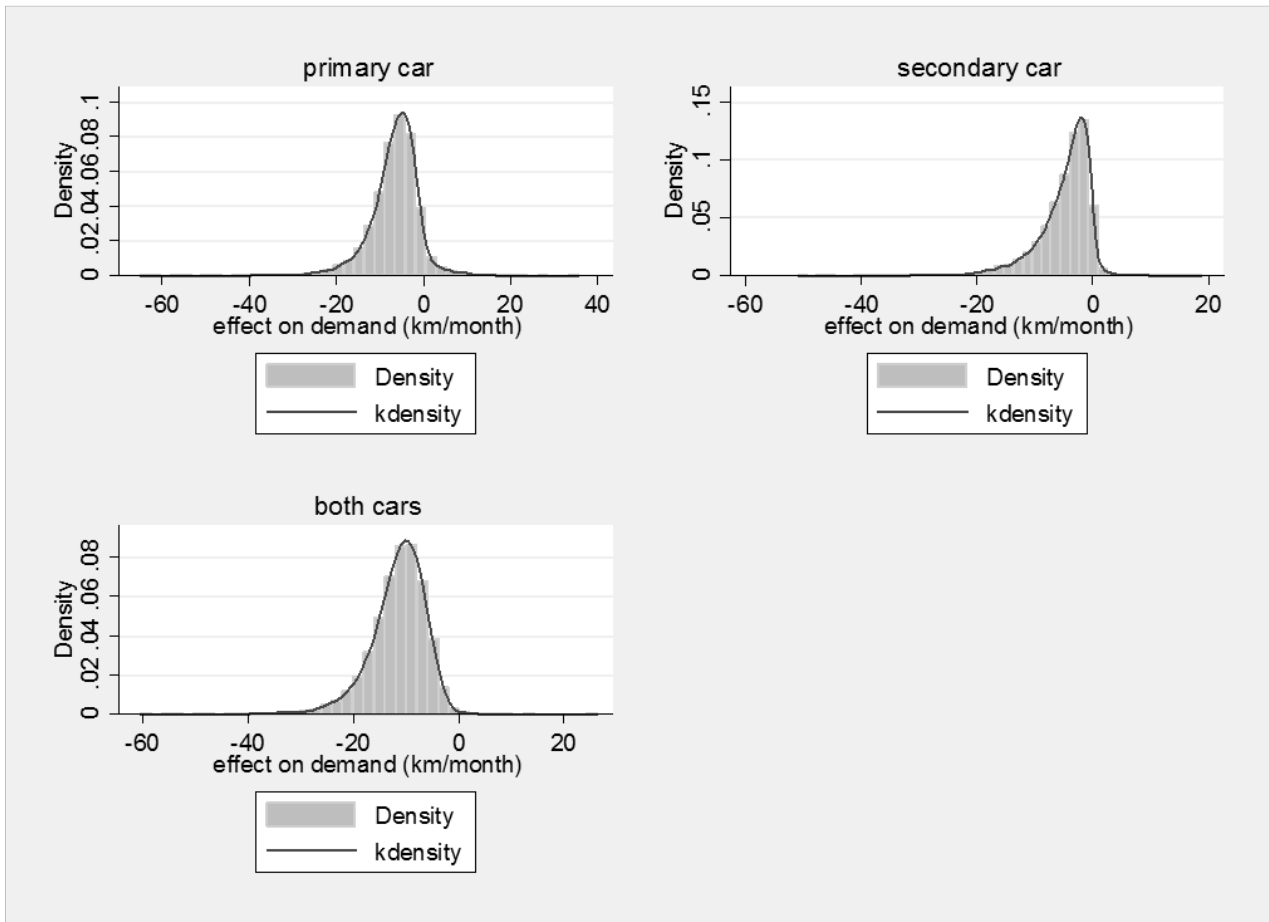 primary car
Density
0 .02 .04 .06 .08 .1
-60 -40 -20 0 20 40
effect on demand (km/month)
Density
kdensity
secondary car
Density
0 .05 .1 .15
-60 -40 -20 0 20
effect on demand (km/month)
Density
kdensity
both cars
Density
0 .02 .04 .06 .08
-60 -40 -20 0 20
effect on demand (km/month)
Density
kdensity